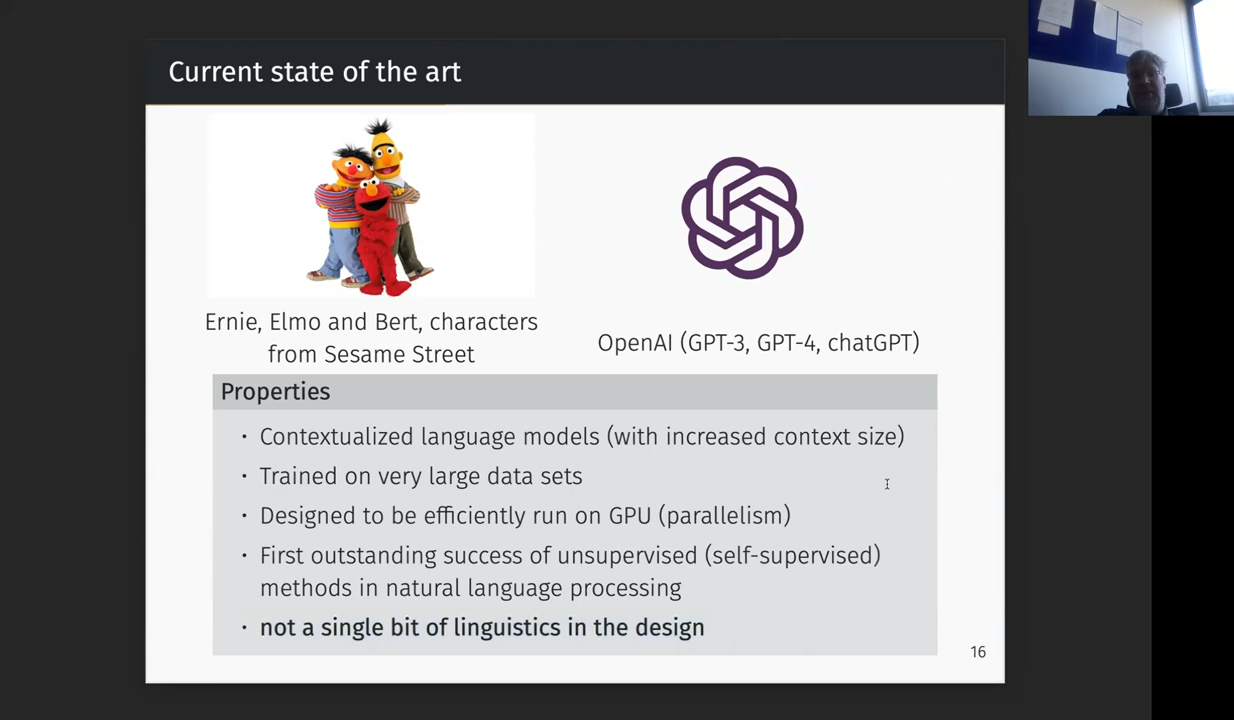 Current state of the art
Ernie, Elmo and Bert, characters
from Sesame Street
OpenAI (GPT-3, GPT-4, chatGPT)
Properties
· Contextualized language models (with increased context size)
· Trained on very large data sets
· Designed to be efficiently run on GPU (parallelism)
· First outstanding success of unsupervised (self-supervised)
methods in natural language processing
· not a single bit of linguistics in the design
16